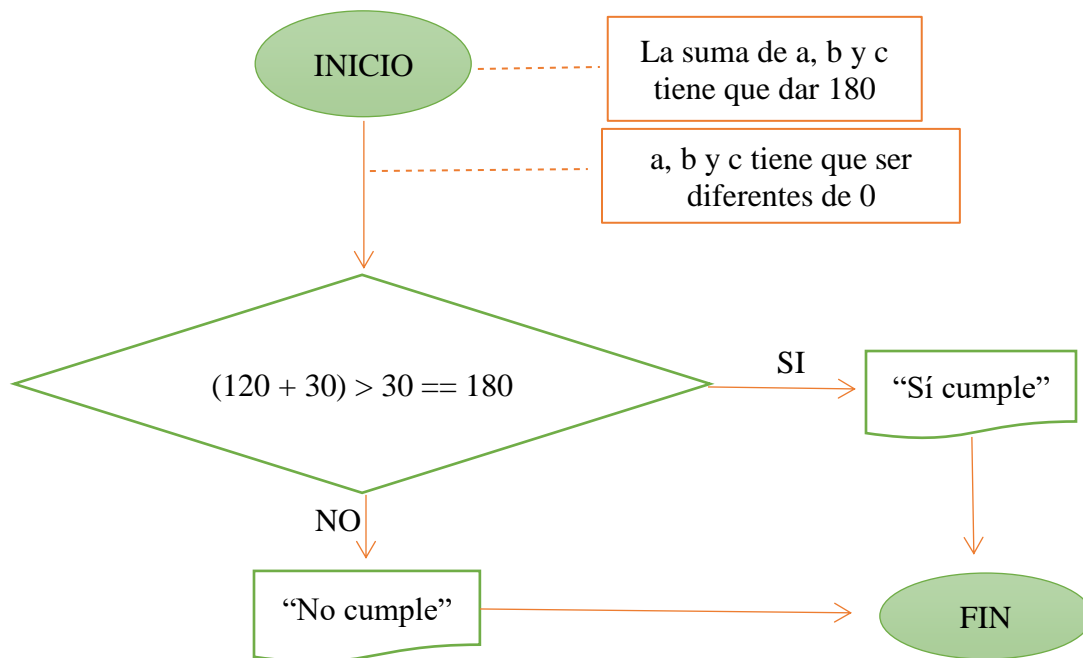 INICIO
La suma de a, b y c
tiene que dar 180
a, b y c tiene que ser
diferentes de 0
(120 + 30) > 30 == 180
SI
“Sí cumple”
NO
“No cumple”
FIN